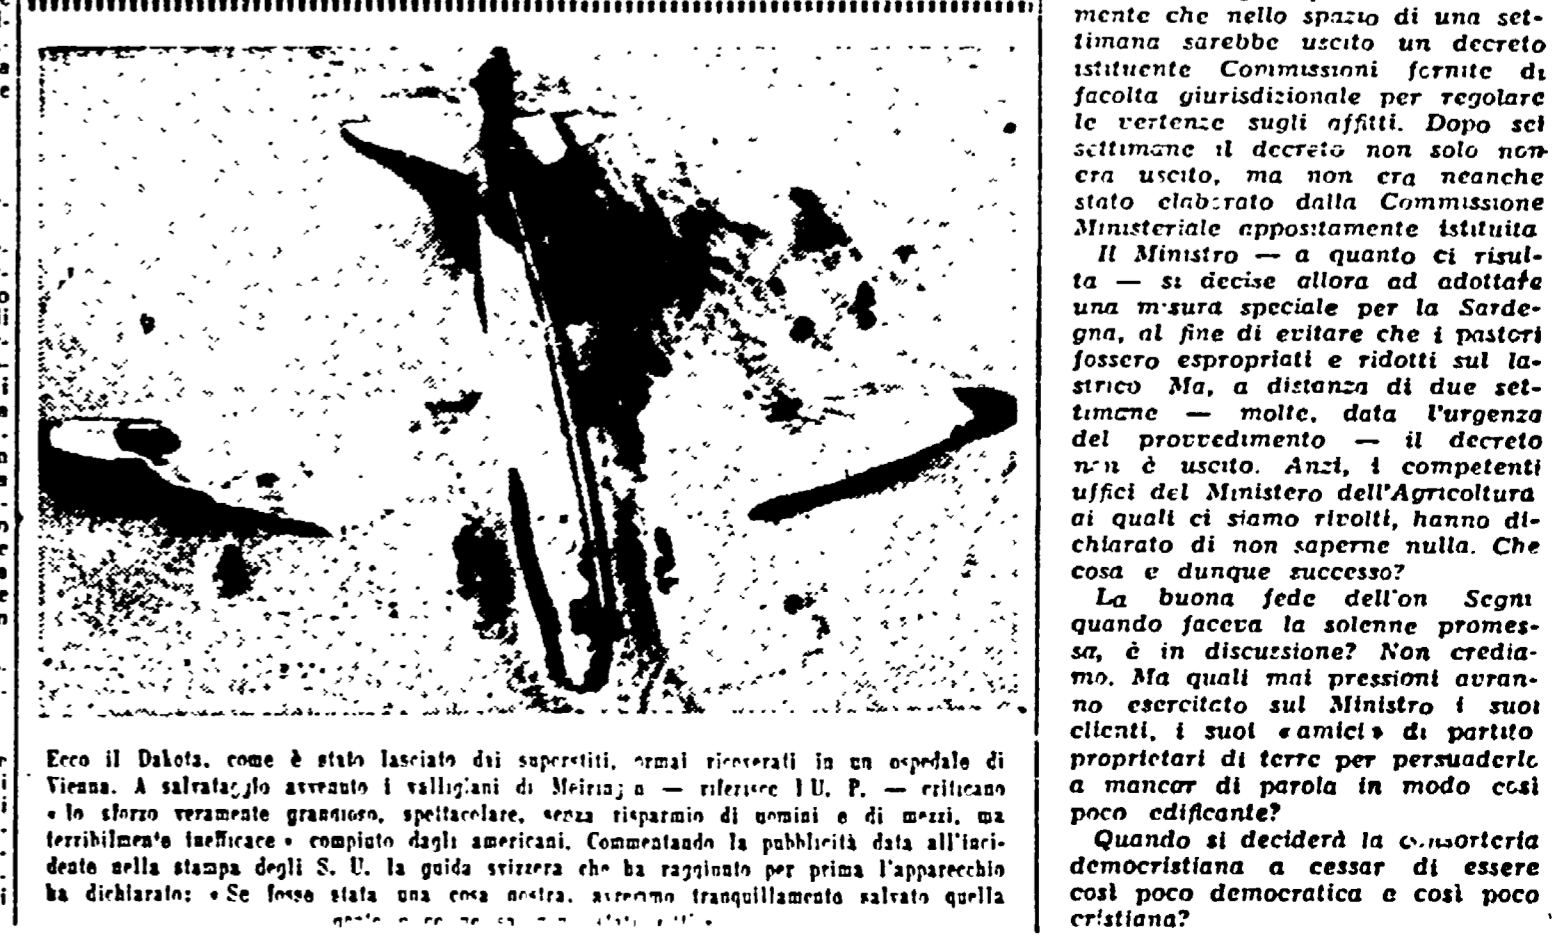 Ecco il Dakota, come è stato lasciato dai superstiti, ormai ricoverati in un ospedale di
Vienna. A salvataggio avvenuto i valligiani di — riferisce l'U. P. — criticano
« lo sforzo veramente grandioso, spettacolare, senza risparmio di uomini e di mezzi, ma
terribilmente inefficace » compiuto dagli americani. Commentando la pubblicità data all'inci-
dente nella stampa degli S. U. la guida svizzera che ha raggiunto per prima l'apparecchio
ha dichiarato: « Se fosse stata una cosa nostra, avremmo tranquillamente salvato quella
mente che nello spazio di una set-
timana sarebbe uscito un decreto
istituente Commissioni fornite di
facolta giurisdizionale per regolare
le vertenze sugli affitti. Dopo sei
settimane il decreto non solo non
era uscito, ma non era neanche
stato elaborato dalla Commissione
Ministeriale appositamente istituita
Il Ministro — a quanto ci risul-
ta — si decise allora ad adottare
una misura speciale per la Sarde-
gna, al fine di evitare che i pastori
fossero espropriati e ridotti sul la-
strico Ma, a distanza di due set-
timane — molte, data l'urgenza
del provvedimento — il decreto
non è uscito. Anzi, i competenti
uffici del Ministero dell'Agricoltura
ai quali ci siamo rivolti, hanno di-
chiarato di non saperne nulla. Che
cosa e dunque successo?
La buona fede dell'on Segni
quando faceva la solenne promes-
sa, è in discussione? Non credia-
mo. Ma quali mai pressioni avran-
no esercitato sul Ministro i suoi
clienti, i suoi « amici » di partito
proprietari di terre per persuaderlo
a mancar di parola in modo così
poco edificante?
Quando si deciderà la consorteria
democristiana a cessar di essere
così poco democratica e così poco
cristiana?